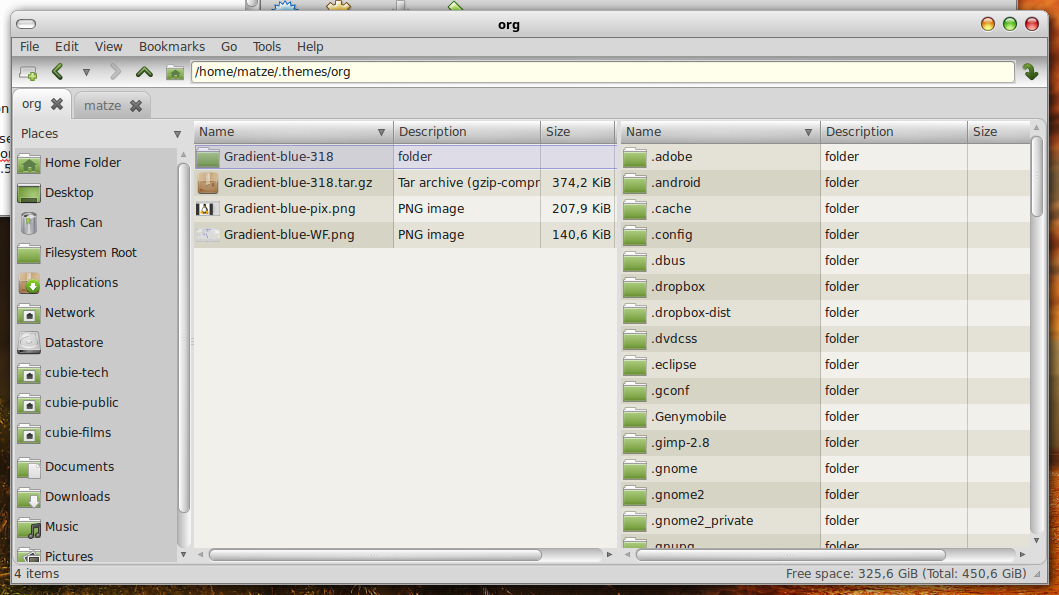 org
File Edit View Bookmarks Go Tools Help
/home/matze/.themes/org
org matze
Places
Home Folder
Desktop
Trash Can
Filesystem Root
Applications
Network
Datastore
cubie-tech
cubie-public
cubie-films
Documents
Downloads
Music
Pictures
Name Description Size
Gradient-blue-318 folder
Gradient-blue-318.tar.gz Tar archive (gzip-compr 374,2 KiB
Gradient-blue-pix.png PNG image 207,9 KiB
Gradient-blue-WF.png PNG image 140,6 KiB
Name Description Size
.adobe folder
.android folder
.cache folder
.config folder
.dbus folder
.dropbox folder
.dropbox-dist folder
.dvdcss folder
.eclipse folder
.gconf folder
.Genymobile folder
.gimp-2.8 folder
.gnome folder
.gnome2 folder
.gnome2_private folder
.gnupg folder
4 items
Free space: 325,6 GiB (Total: 450,6 GiB)